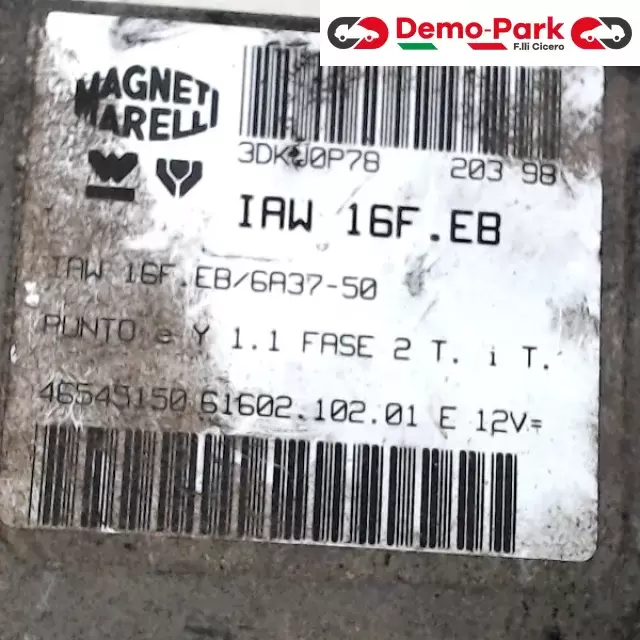 Demo-Park
F.lli Cicero
MAGNETI
MARELLI
203 98
IAW 16F.EB
IAW 16F.EB/6A37-50
PUNTO e Y 1.1 FASE 2 T. i T.
46545150 61602.102.01 E 12V=